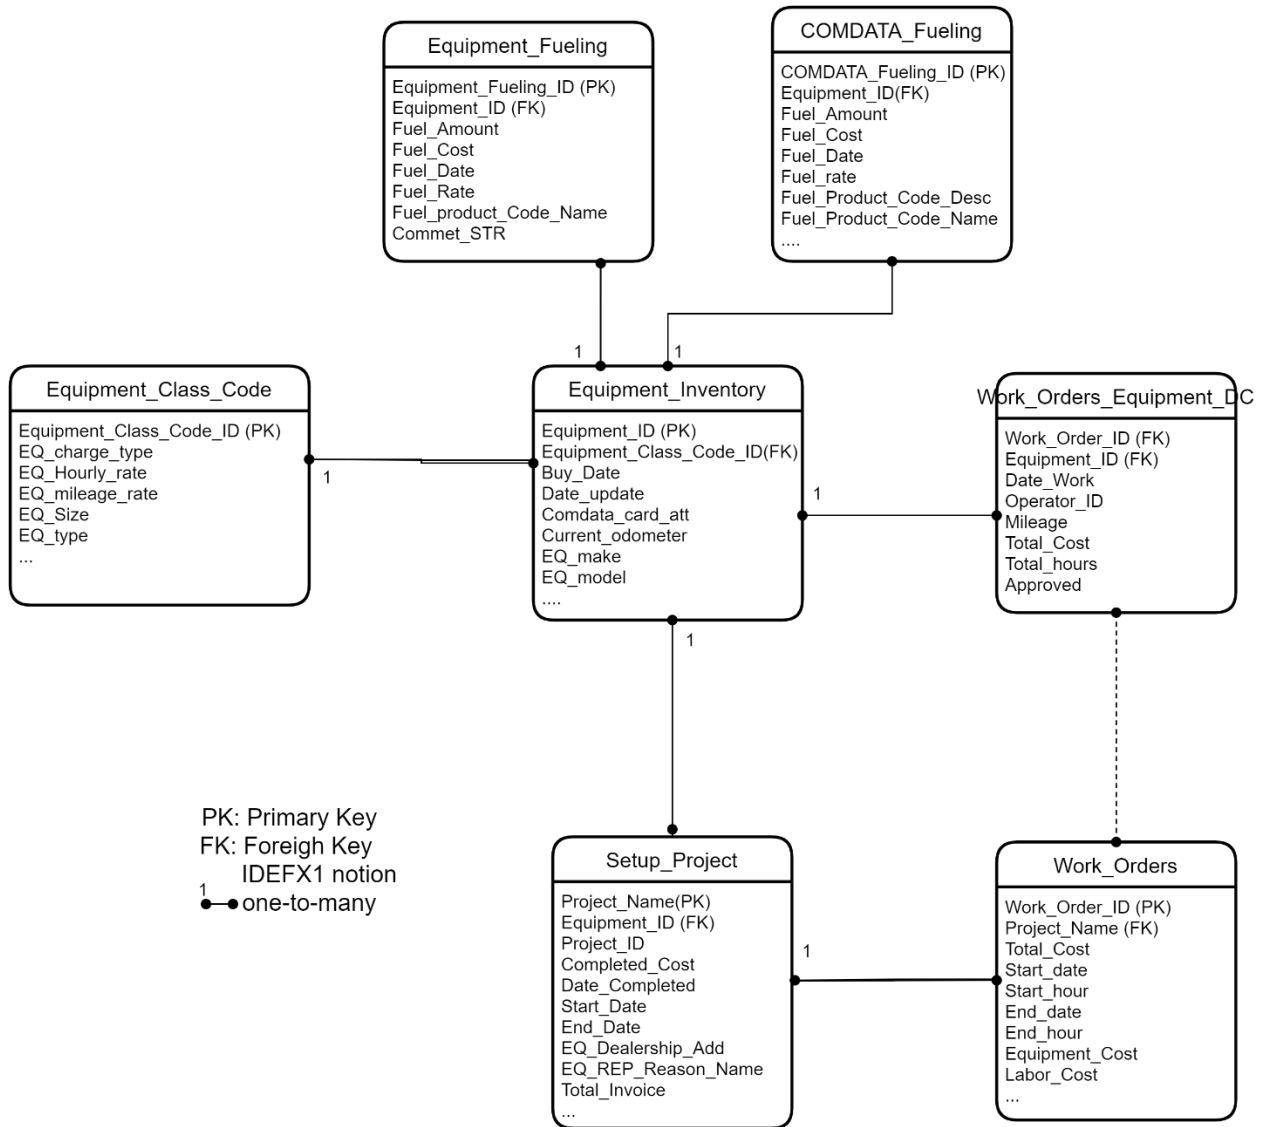 Equipment_Fueling
Equipment_Fueling_ID (PK)
Equipment_ID (FK)
Fuel_Amount
Fuel_Cost
Fuel_Date
Fuel_Rate
Fuel_product_Code_Name
Commet_STR
COMDATA_Fueling
COMDATA_Fueling_ID (PK)
Equipment_ID(FK)
Fuel_Amount
Fuel_Cost
Fuel_Date
Fuel_rate
Fuel_Product_Code_Desc
Fuel_Product_Code_Name
....
1
1
Equipment_Class_Code
Equipment_Class_Code_ID (PK)
EQ_charge_type
EQ_Hourly_rate
EQ_mileage_rate
EQ_Size
EQ_type
...
1
Equipment_Inventory
Equipment_ID (PK)
Equipment_Class_Code_ID(FK)
Buy_Date
Date_update
Comdata_card_att
Current_odometer
EQ_make
EQ_model
....
1
1
Work_Orders_Equipment_DC
Work_Order_ID (FK)
Equipment_ID (FK)
Date_Work
Operator_ID
Mileage
Total_Cost
Total_hours
Approved
PK: Primary Key
FK: Foreigh Key
IDEFX1 notion
1
one-to-many
Setup_Project
Project_Name(PK)
Equipment_ID (FK)
Project_ID
Completed_Cost
Date_Completed
Start_Date
End_Date
EQ_Dealership_Add
EQ_REP_Reason_Name
Total_Invoice
...
1
Work_Orders
Work_Order_ID (PK)
Project_Name (FK)
Total_Cost
Start_date
Start_hour
End_date
End_hour
Equipment_Cost
Labor_Cost
...